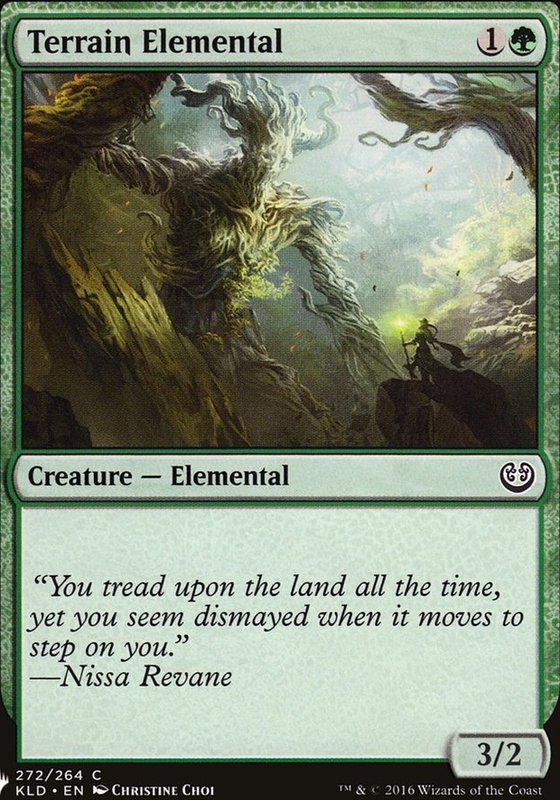 Terrain Elemental 1
Creature — Elemental
“You tread upon the land all the time,
yet you seem dismayed when it moves to
step on you.”
—Nissa Revane
3/2
272/264 C
KLD • EN Christine Choi
™ & © 2016 Wizards of the Coast